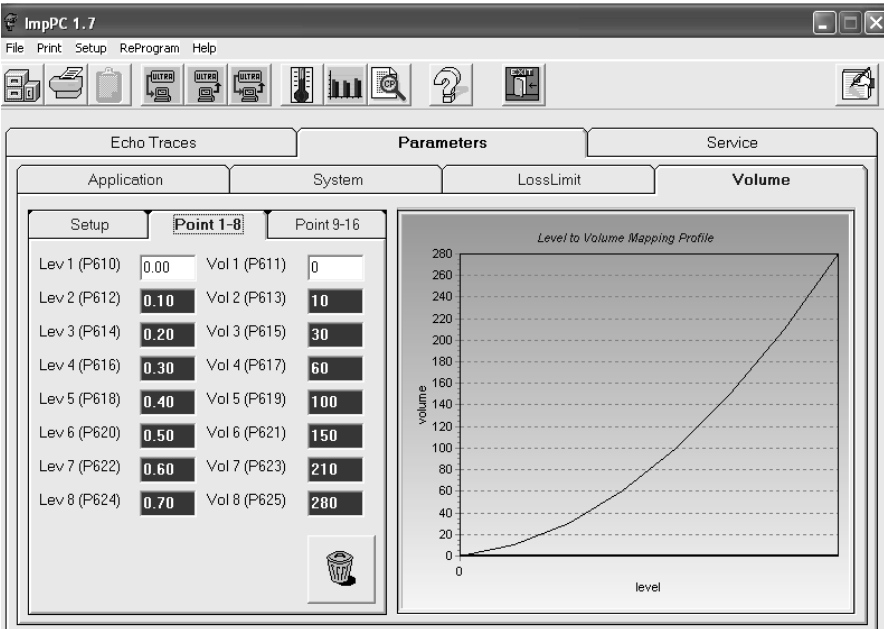 ImpPC 1.7
File Print Setup ReProgram Help
ULTRA ULTRA ULTRA CP EXIT
Echo Traces Parameters Service
Application System LossLimit Volume
Setup Point 1-8 Point 9-16
Lev 1 (P610) 0.00 Vol 1 (P611) 0
Lev 2 (P612) 0.10 Vol 2 (P613) 10
Lev 3 (P614) 0.20 Vol 3 (P615) 30
Lev 4 (P616) 0.30 Vol 4 (P617) 60
Lev 5 (P618) 0.40 Vol 5 (P619) 100
Lev 6 (P620) 0.50 Vol 6 (P621) 150
Lev 7 (P622) 0.60 Vol 7 (P623) 210
Lev 8 (P624) 0.70 Vol 8 (P625) 280
Level to Volume Mapping Profile
280
260
240
220
200
180
160
140
120
100
80
60
40
20
0
volume
0
level